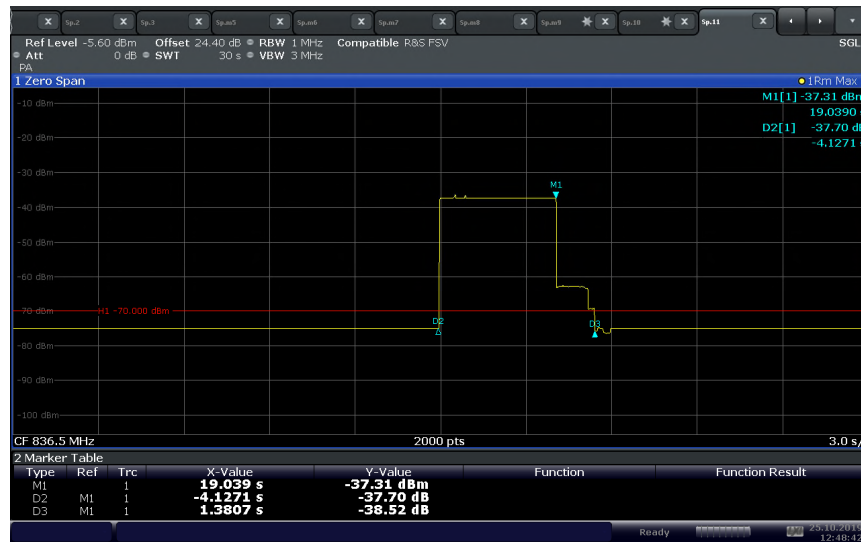 Sp.2 Sp.3 Sp.m5 Sp.m6 Sp.m7 Sp.m8 Sp.m9 Sp.10 Sp.11
Ref Level -5.60 dBm Offset 24.40 dB RBW 1 MHz Compatible R&S FSV SGL
Att 0 dB SWT 30 s VBW 3 MHz
PA
1 Zero Span 1Rm Max
M1[1] -37.31 dBm
-10 dBm 19.0390
D2[1] -37.70 dB
-20 dBm -4.1271
-30 dBm
M1
-40 dBm
-50 dBm
-60 dBm
-70 dBm H1 -70.000 dBm
D2 D3
-80 dBm
-90 dBm
-100 dBm
CF 836.5 MHz 2000 pts 3.0 s/
2 Marker Table
Type Ref Trc X-Value Y-Value Function Function Result
M1 1 19.039 s -37.31 dBm
D2 M1 1 -4.1271 s -37.70 dB
D3 M1 1 1.3807 s -38.52 dB
Ready 25.10.2019
12:48:42